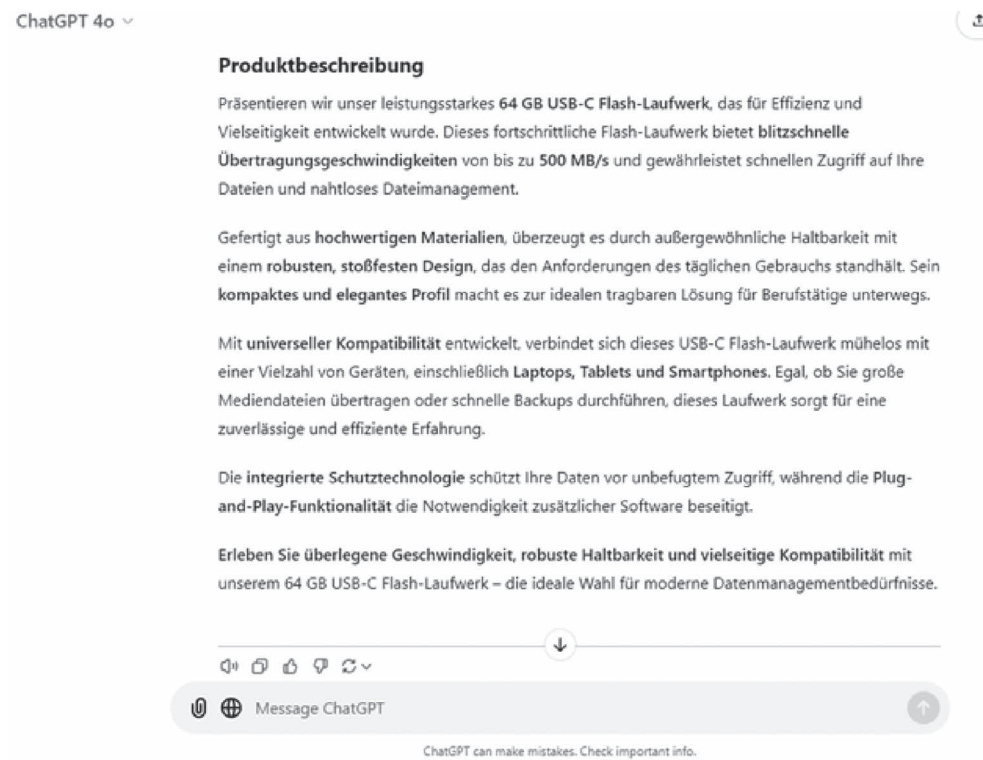 ChatGPT 4o
Produktbeschreibung
Präsentieren wir unser leistungsstarkes 64 GB USB-C Flash-Laufwerk, das für Effizienz und
Vielseitigkeit entwickelt wurde. Dieses fortschrittliche Flash-Laufwerk bietet blitzschnelle
Übertragungsgeschwindigkeiten von bis zu 500 MB/s und gewährleistet schnellen Zugriff auf Ihre
Dateien und nahtloses Dateimanagement.
Gefertigt aus hochwertigen Materialien, überzeugt es durch außergewöhnliche Haltbarkeit mit
einem robusten, stoßfesten Design, das den Anforderungen des täglichen Gebrauchs standhält. Sein
kompaktes und elegantes Profil macht es zur idealen tragbaren Lösung für Berufstätige unterwegs.
Mit universeller Kompatibilität entwickelt, verbindet sich dieses USB-C Flash-Laufwerk mühelos mit
einer Vielzahl von Geräten, einschließlich Laptops, Tablets und Smartphones. Egal, ob Sie große
Mediendateien übertragen oder schnelle Backups durchführen, dieses Laufwerk sorgt für eine
zuverlässige und effiziente Erfahrung.
Die integrierte Schutztechnologie schützt Ihre Daten vor unbefugtem Zugriff, während die Plug-
and-Play-Funktionalität die Notwendigkeit zusätzlicher Software beseitigt.
Erleben Sie überlegene Geschwindigkeit, robuste Haltbarkeit und vielseitige Kompatibilität mit
unserem 64 GB USB-C Flash-Laufwerk – die ideale Wahl für moderne Datenmanagementbedürfnisse.
Message ChatGPT
ChatGPT can make mistakes. Check important info.